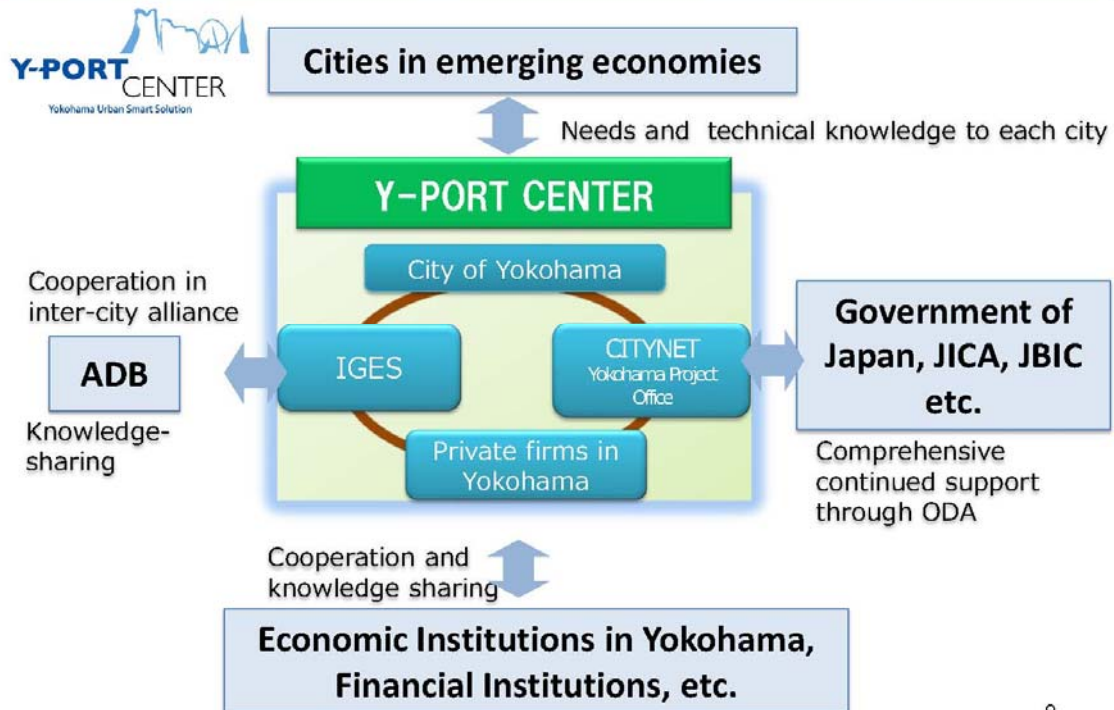 Y-PORT
CENTER
Yokohama Urban Smart Solution
Cities in emerging economies
Needs and technical knowledge to each city
Y-PORT CENTER
City of Yokohama
Cooperation in
inter-city alliance
ADB
Knowledge-
sharing
IGES
CITYNET
Yokohama Project
Office
Private firms in
Yokohama
Government of
Japan, JICA, JBIC
etc.
Comprehensive
continued support
through ODA
Cooperation and
knowledge sharing
Economic Institutions in Yokohama,
Financial Institutions, etc.